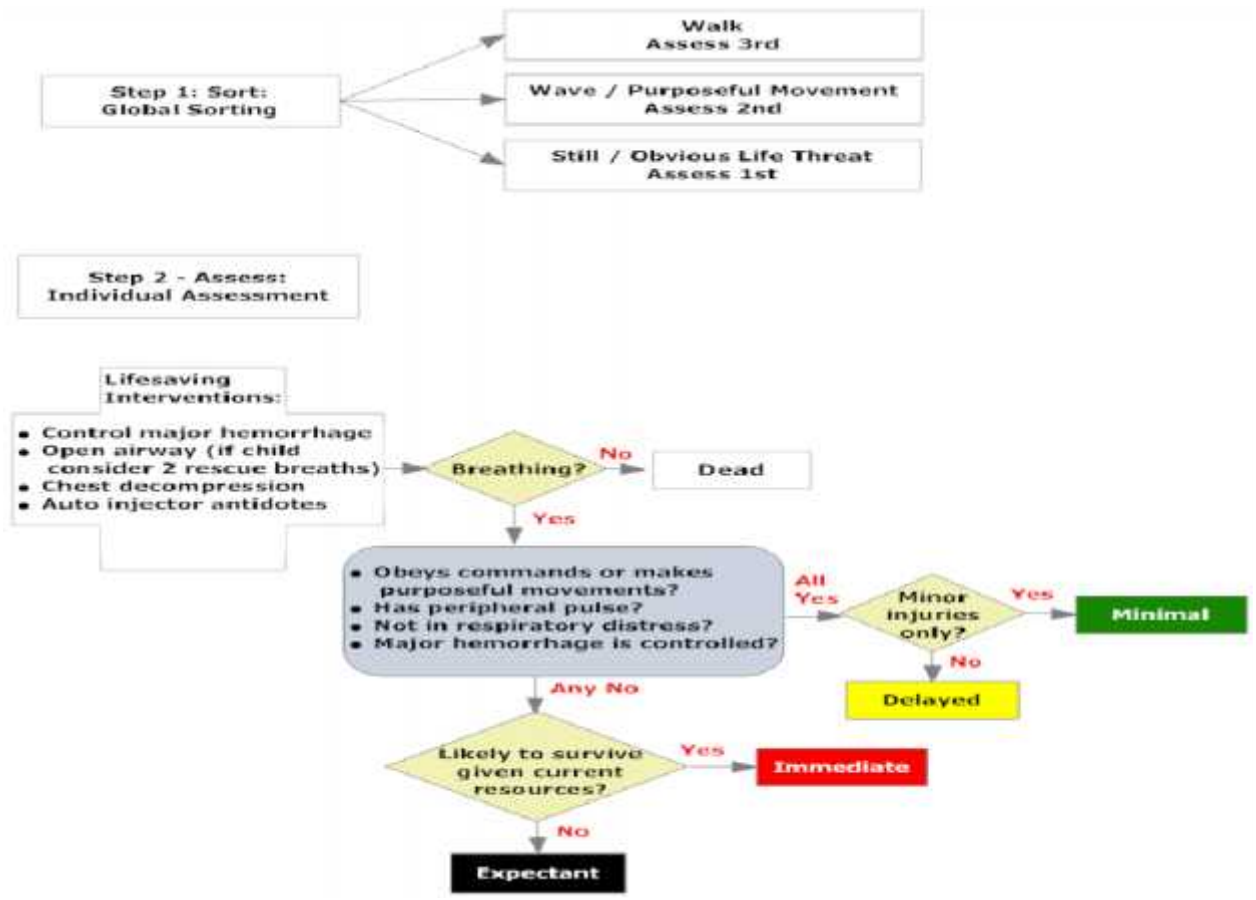 Walk
Assess 3rd
Step 1: Sort:
Global Sorting
Wave / Purposeful Movement
Assess 2nd
Still / Obvious Life Threat
Assess 1st
Step 2 - Assess:
Individual Assessment
Lifesaving
Interventions:
• Control major hemorrhage
• Open airway (if child
consider 2 rescue breaths)
• Chest decompression
• Auto injector antidotes
Breathing?
No
Dead
Yes
• Obeys commands or makes
purposeful movements?
• Has peripheral pulse?
• Not in respiratory distress?
• Major hemorrhage is controlled?
All
Yes
Minor
injuries
only?
Yes
Minimal
No
Delayed
Any No
Likely to survive
given current
resources?
Yes
Immediate
No
Expectant